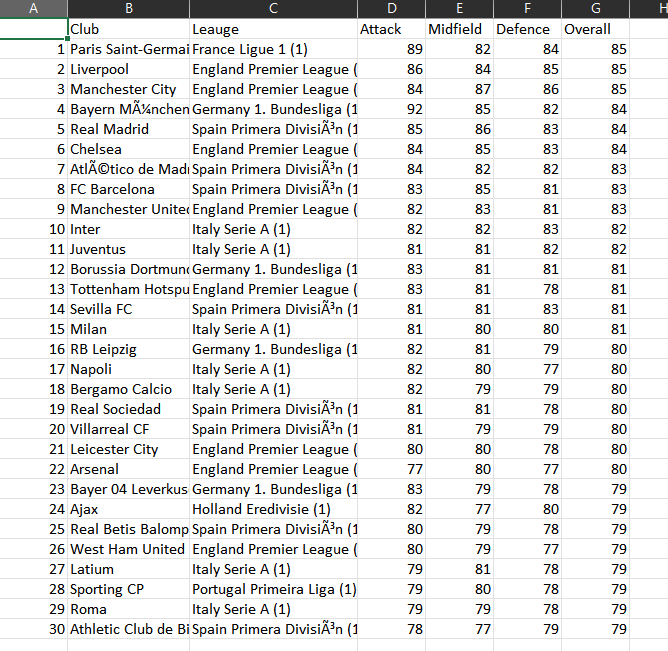 A B C D E F G H
Club Leauge Attack Midfield Defence Overall
1 Paris Saint-Germai France Ligue 1 (1) 89 82 84 85
2 Liverpool England Premier League ( 86 84 85 85
3 Manchester City England Premier League ( 84 87 86 85
4 Bayern MÃ¼nchen Germany 1. Bundesliga (1 92 85 82 84
5 Real Madrid Spain Primera DivisiÃ³n (1 85 86 83 84
6 Chelsea England Premier League ( 84 85 83 84
7 AtlÃ©tico de Mad Spain Primera DivisiÃ³n (1 84 82 82 83
8 FC Barcelona Spain Primera DivisiÃ³n (1 83 85 81 83
9 Manchester Unite England Premier League ( 82 83 81 83
10 Inter Italy Serie A (1) 82 82 83 82
11 Juventus Italy Serie A (1) 81 81 82 82
12 Borussia Dortmun Germany 1. Bundesliga (1 83 81 81 81
13 Tottenham Hotspu England Premier League ( 83 81 78 81
14 Sevilla FC Spain Primera DivisiÃ³n (1 81 81 83 81
15 Milan Italy Serie A (1) 81 80 80 81
16 RB Leipzig Germany 1. Bundesliga (1 82 81 79 80
17 Napoli Italy Serie A (1) 82 80 77 80
18 Bergamo Calcio Italy Serie A (1) 82 79 79 80
19 Real Sociedad Spain Primera DivisiÃ³n (1 81 81 78 80
20 Villarreal CF Spain Primera DivisiÃ³n (1 81 79 79 80
21 Leicester City England Premier League ( 80 80 78 80
22 Arsenal England Premier League ( 77 80 77 80
23 Bayer 04 Leverkus Germany 1. Bundesliga (1 83 79 78 79
24 Ajax Holland Eredivisie (1) 82 77 80 79
25 Real Betis Balomp Spain Primera DivisiÃ³n (1 80 79 78 79
26 West Ham United England Premier League ( 80 79 77 79
27 Latium Italy Serie A (1) 79 81 78 79
28 Sporting CP Portugal Primeira Liga (1) 79 80 78 79
29 Roma Italy Serie A (1) 79 79 78 79
30 Athletic Club de Bi Spain Primera DivisiÃ³n (1 78 77 79 79